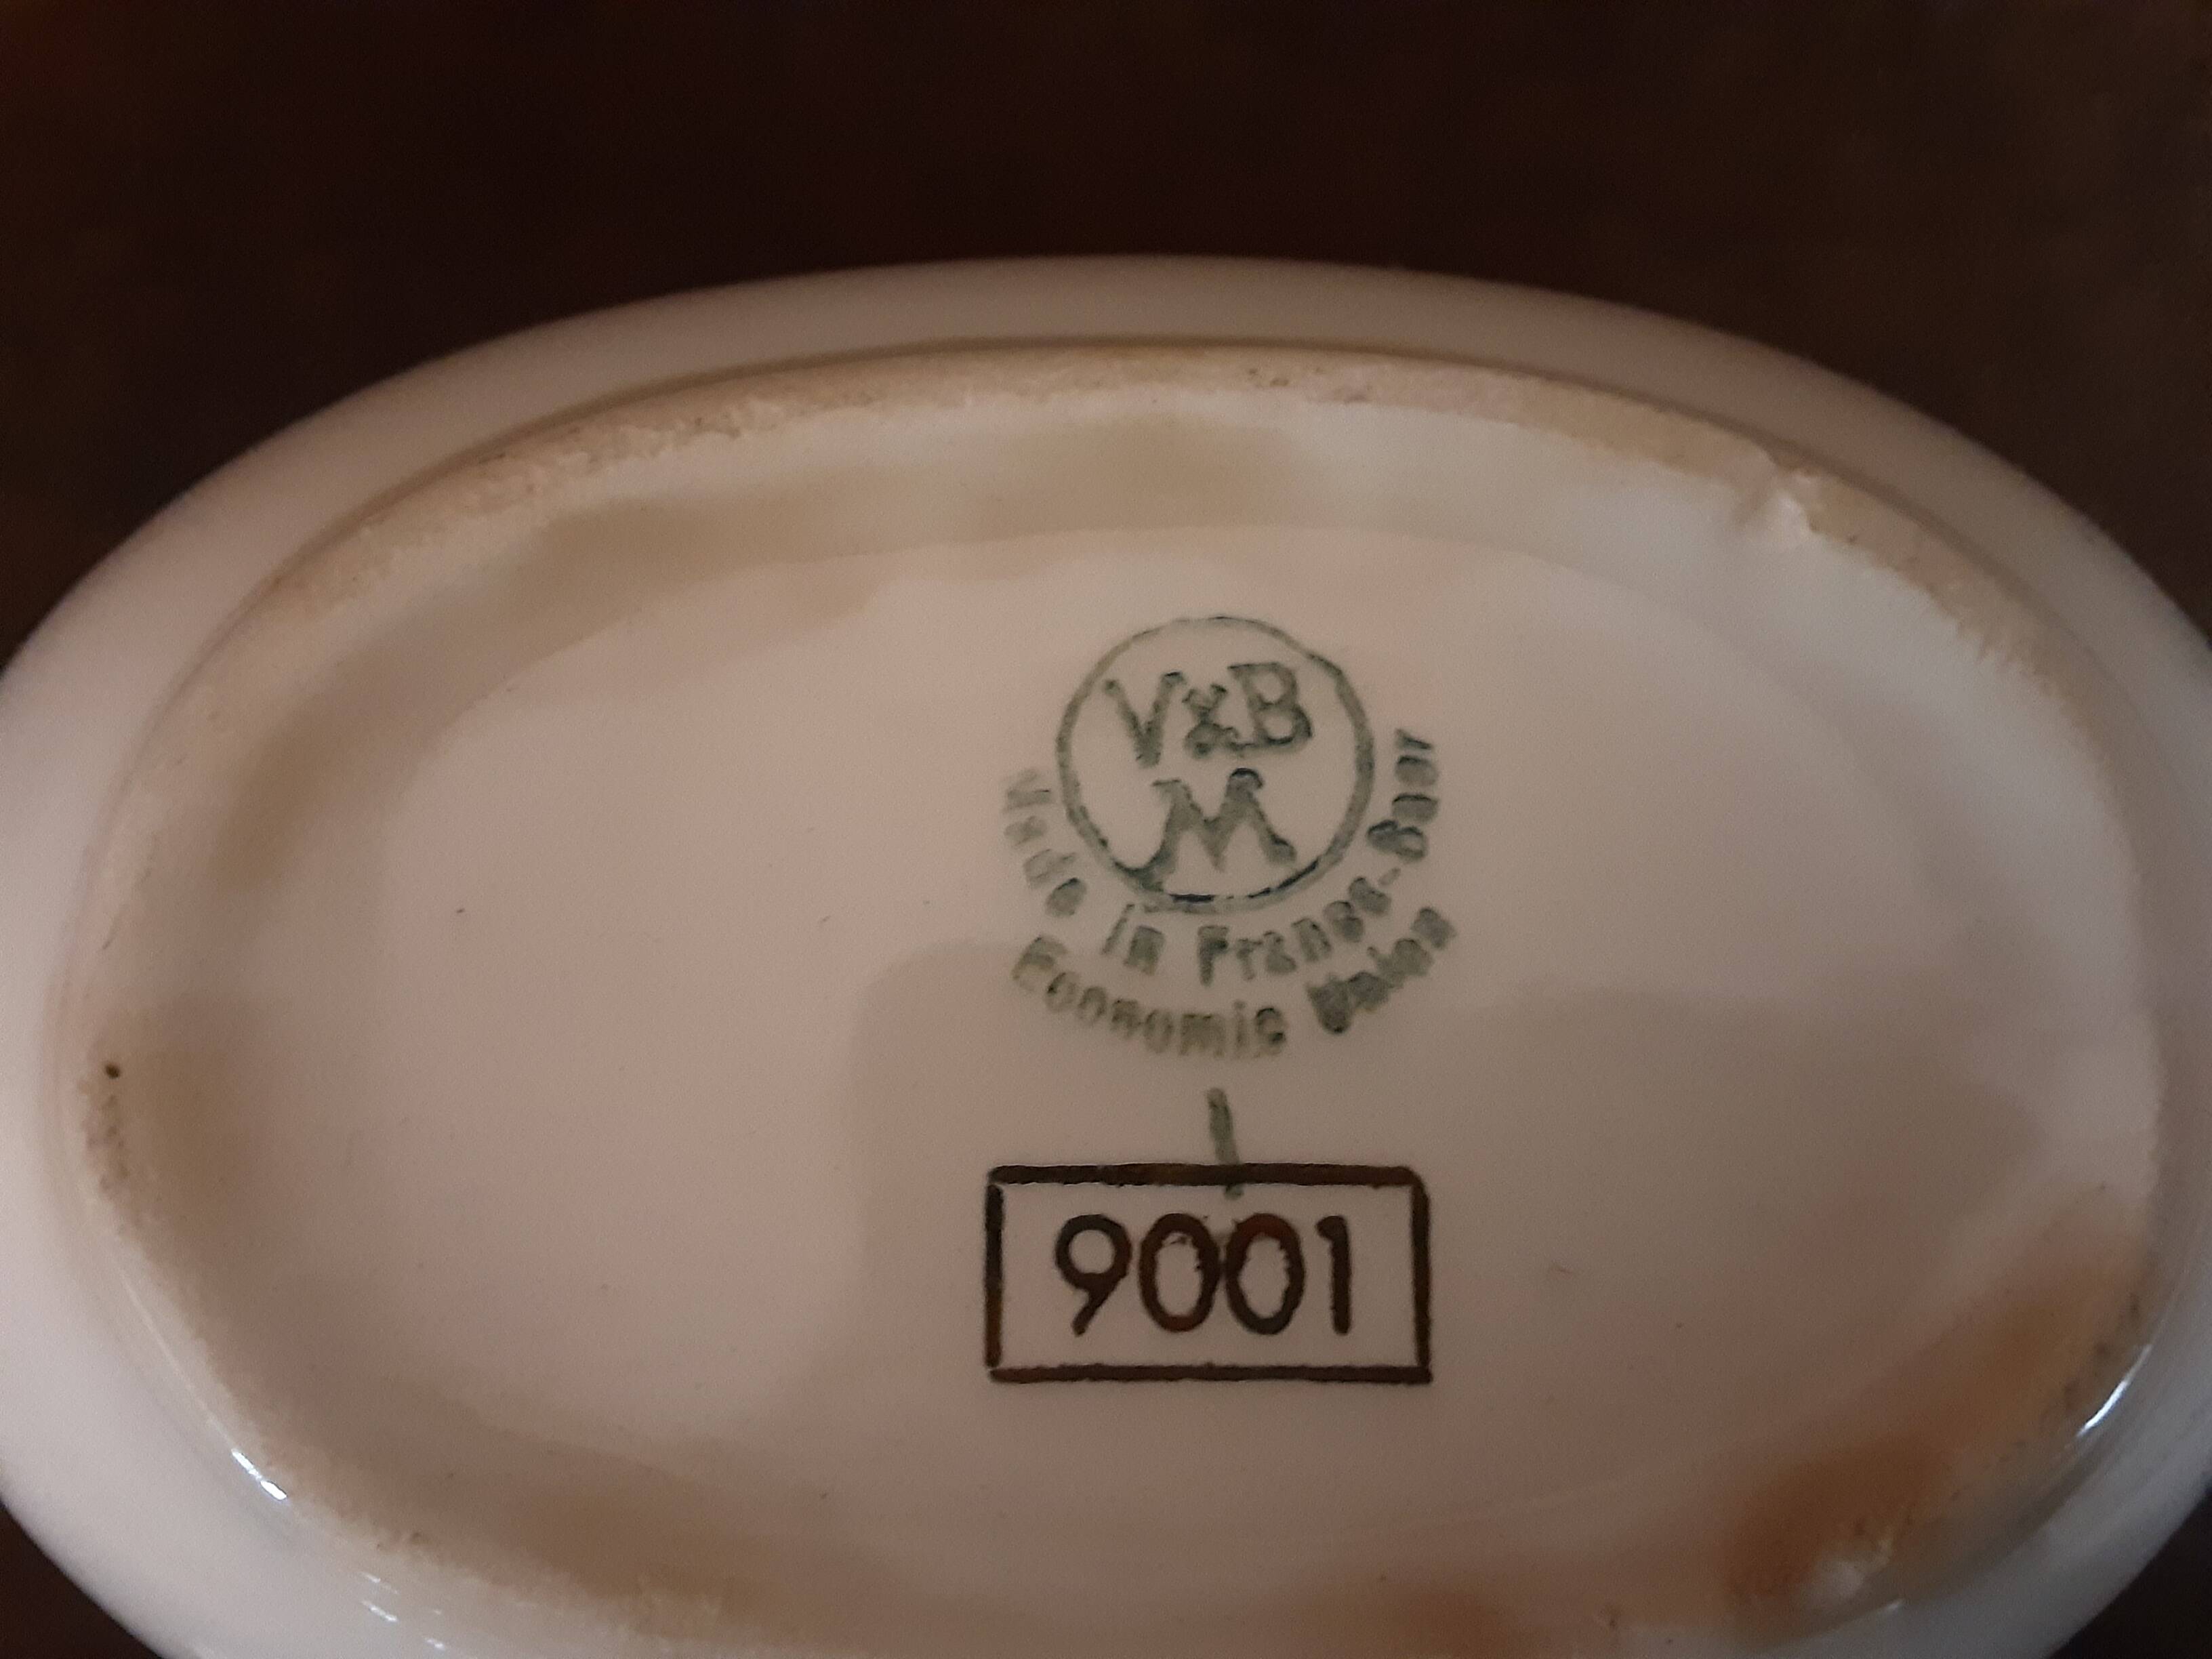 V&B
M
Made in France-Saar
Economic Union
9001